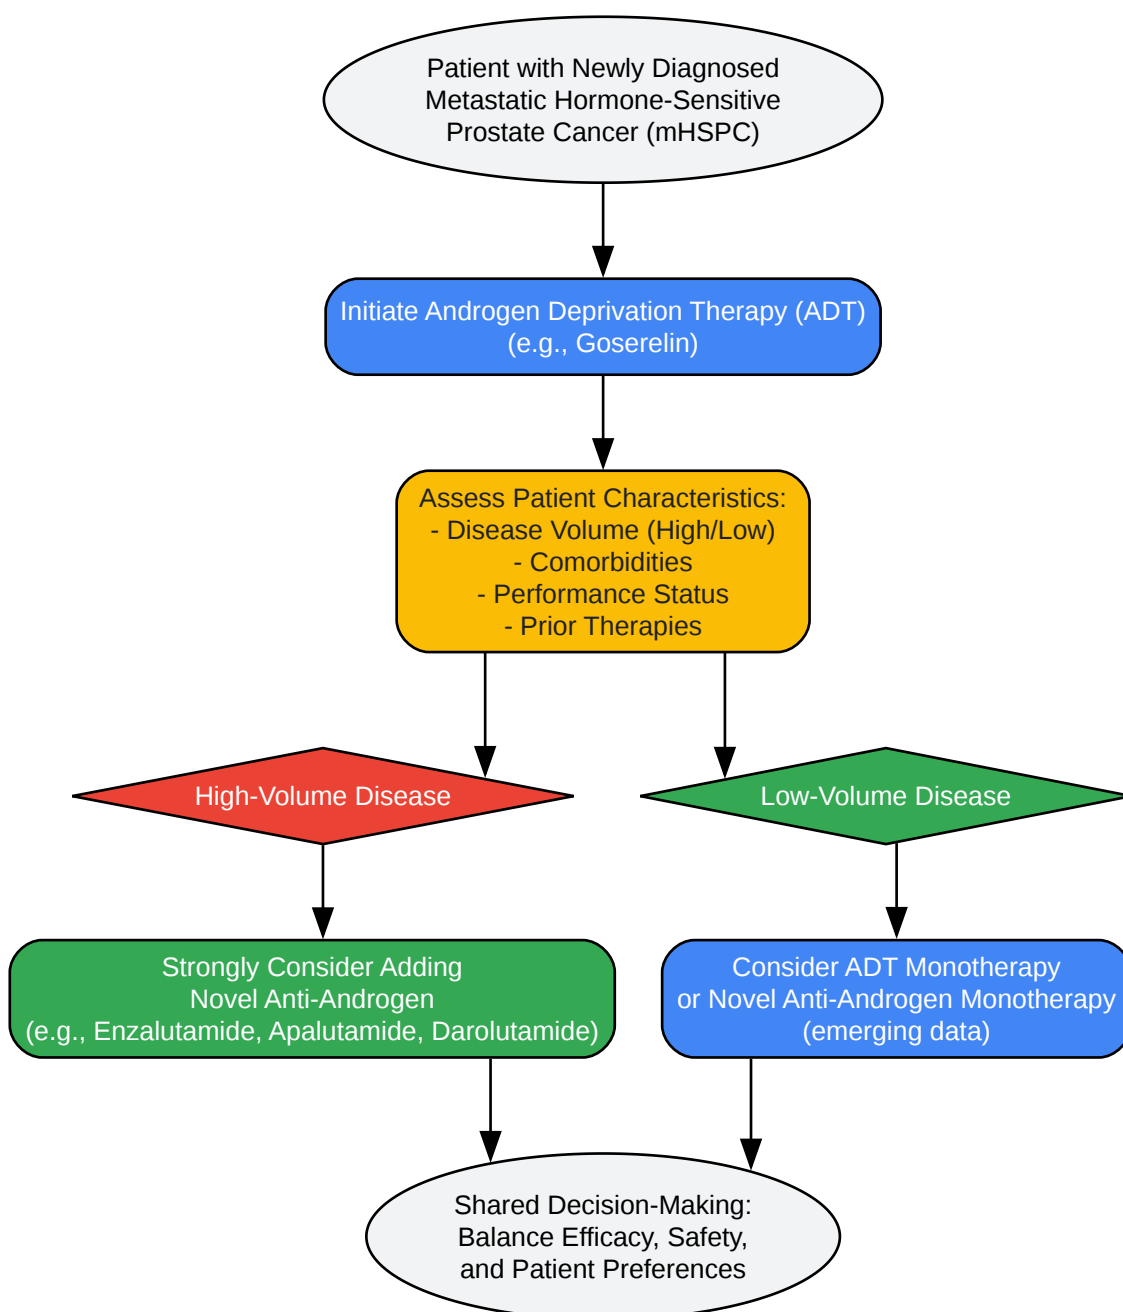 Patient with Newly Diagnosed
Metastatic Hormone-Sensitive
Prostate Cancer (mHSPC)
Initiate Androgen Deprivation Therapy (ADT)
(e.g., Goserelin)
Assess Patient Characteristics:
- Disease Volume (High/Low)
- Comorbidities
- Performance Status
- Prior Therapies
High-Volume Disease
Low-Volume Disease
Strongly Consider Adding
Novel Anti-Androgen
(e.g., Enzalutamide, Apalutamide, Darolutamide)
Consider ADT Monotherapy
or Novel Anti-Androgen Monotherapy
(emerging data)
Shared Decision-Making:
Balance Efficacy, Safety,
and Patient Preferences